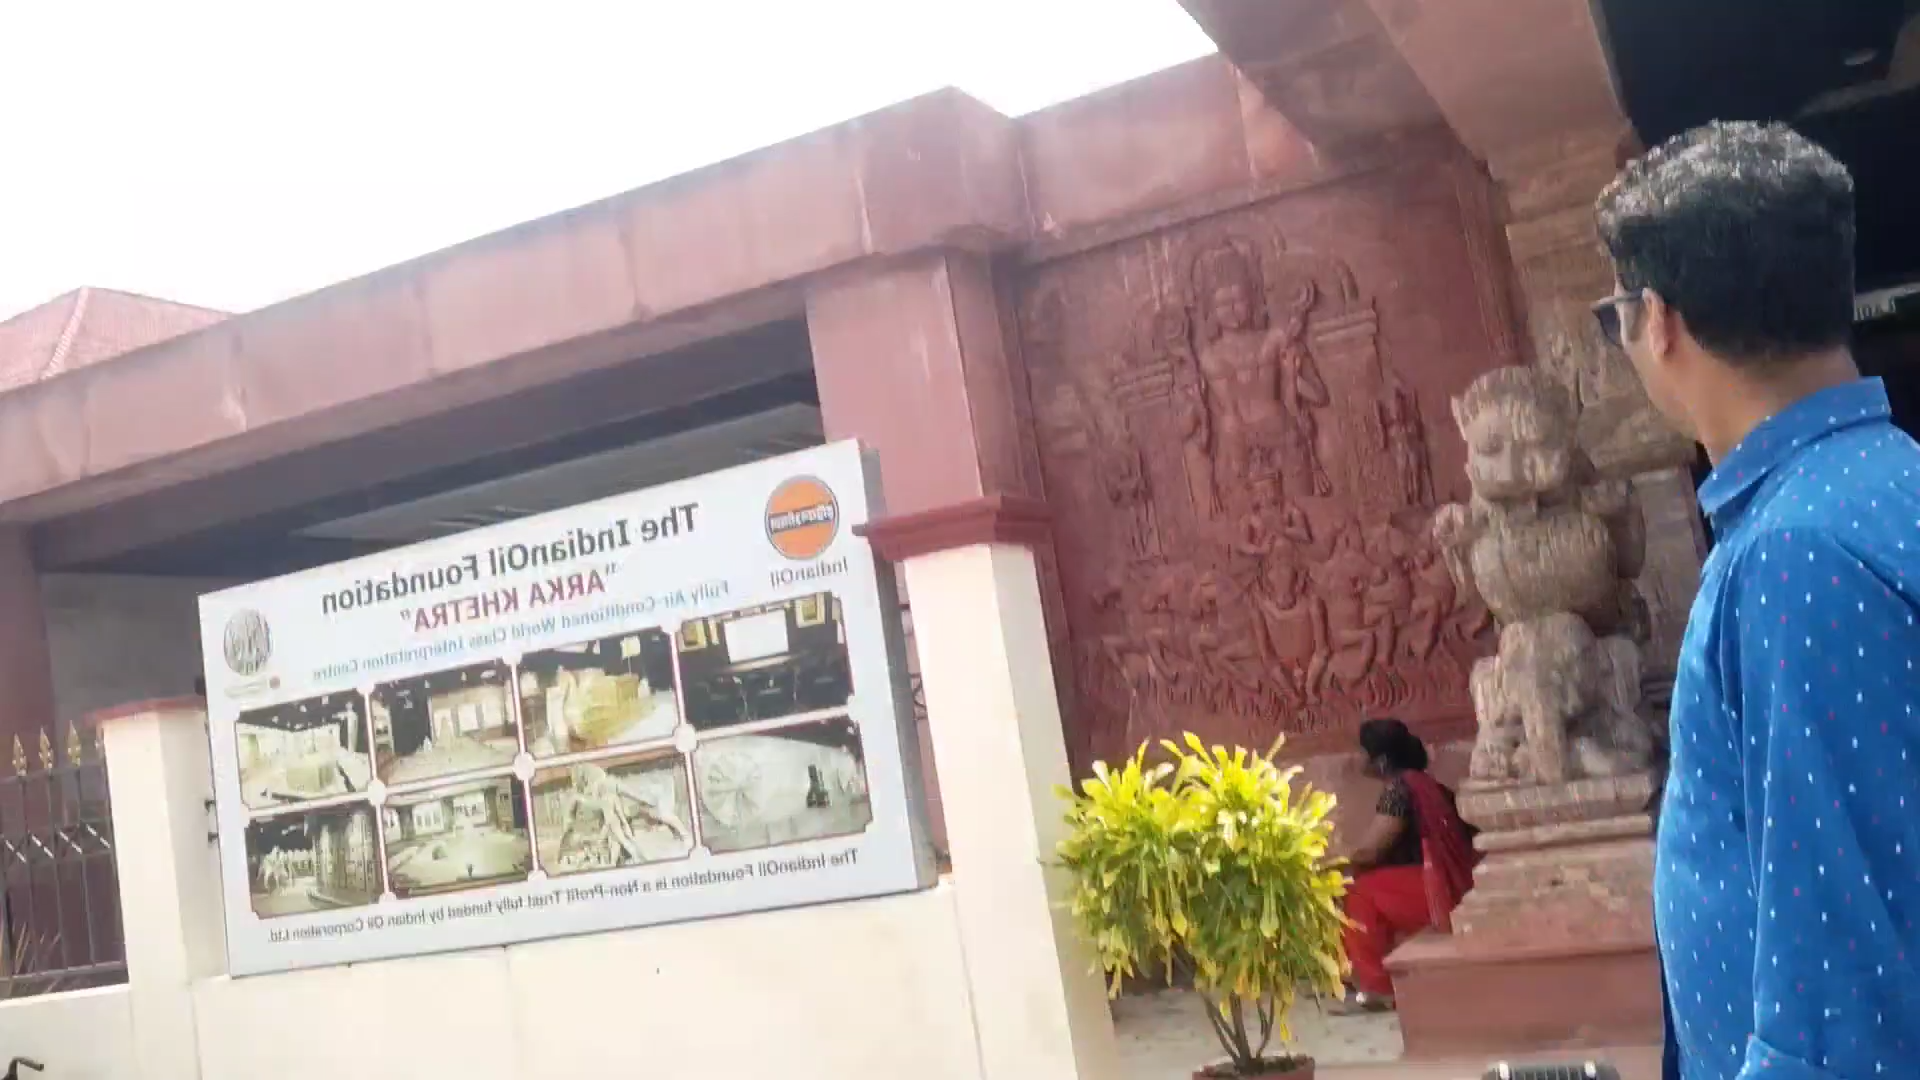 इंडियनऑयल
IndianOil
The IndianOil Foundation
"ARKA KHETRA"
Fully Air-Conditioned World Class Interpretation Centre
The IndianOil Foundation is a Non-Profit Trust fully funded by Indian Oil Corporation Ltd.